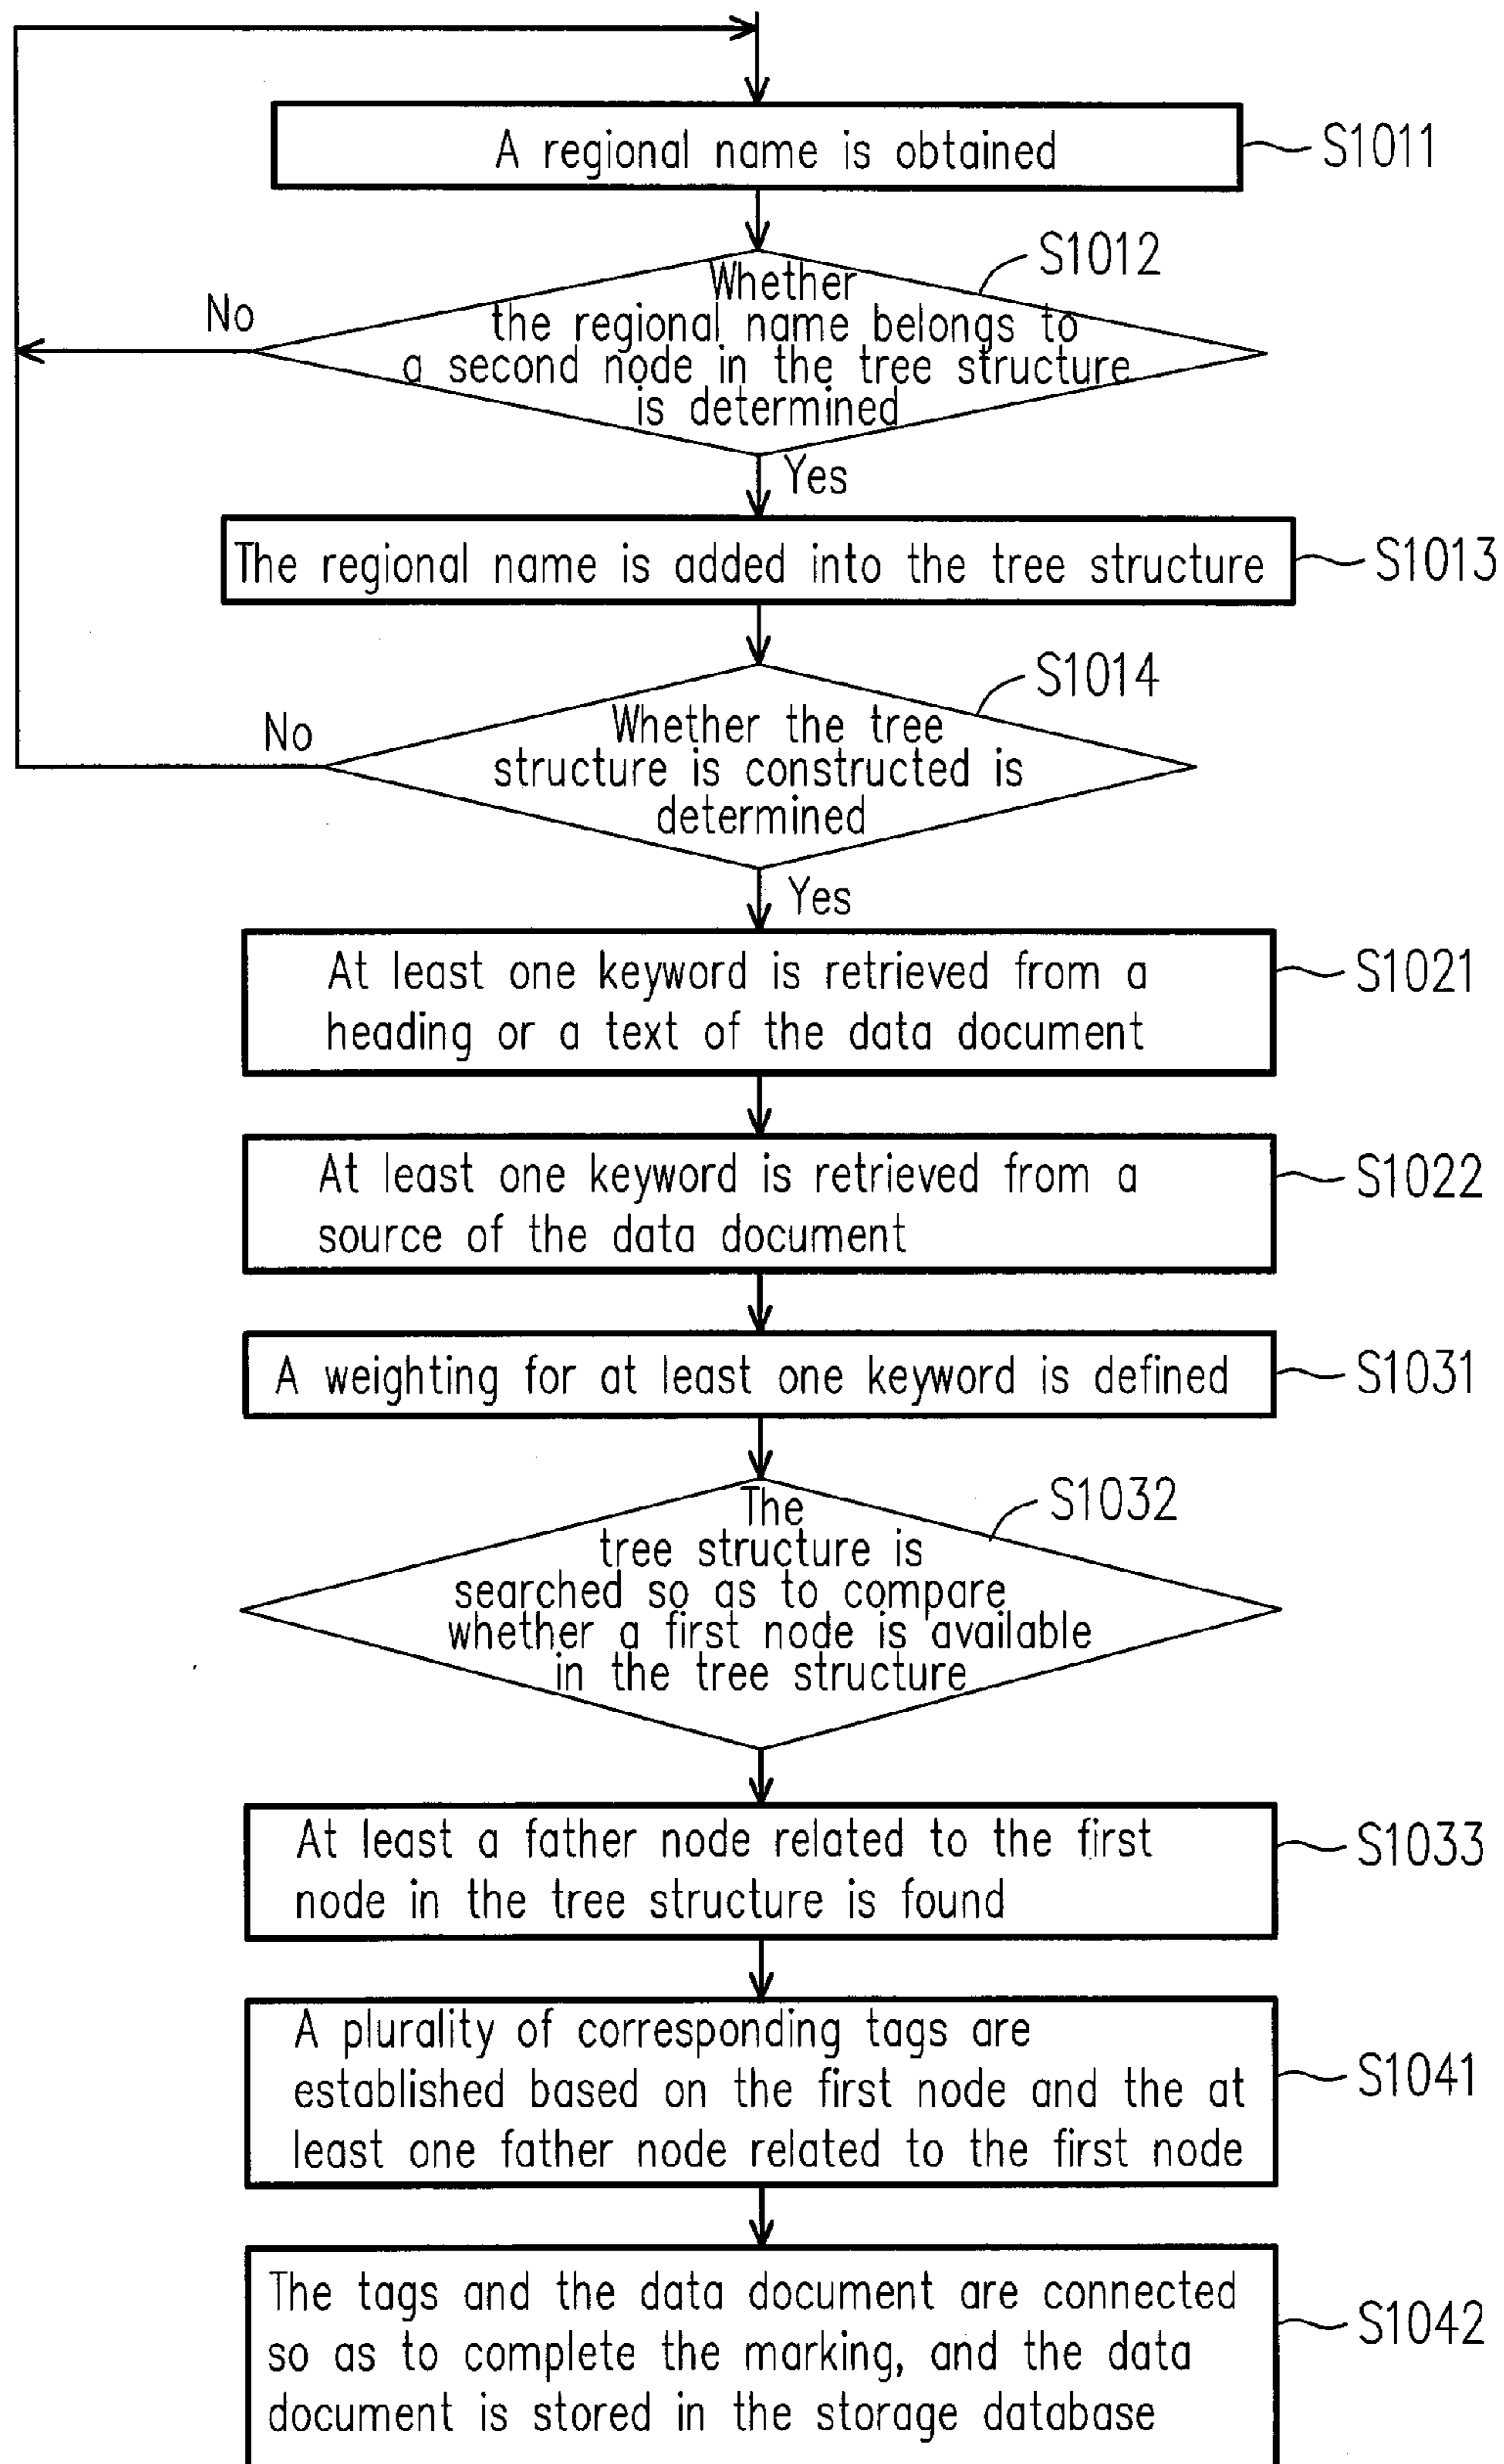 A regional name is obtained
S1011
S1012
Whether
the regional name belongs to
a second node in the tree structure
is determined
No
Yes
The regional name is added into the tree structure
S1013
S1014
Whether the tree
structure is constructed is
determined
No
Yes
At least one keyword is retrieved from a
heading or a text of the data document
S1021
At least one keyword is retrieved from a
source of the data document
S1022
A weighting for at least one keyword is defined
S1031
S1032
The
tree structure is
searched so as to compare
whether a first node is available
in the tree structure
At least a father node related to the first
node in the tree structure is found
S1033
A plurality of corresponding tags are
established based on the first node and the at
least one father node related to the first node
S1041
The tags and the data document are connected
so as to complete the marking, and the data
document is stored in the storage database
S1042